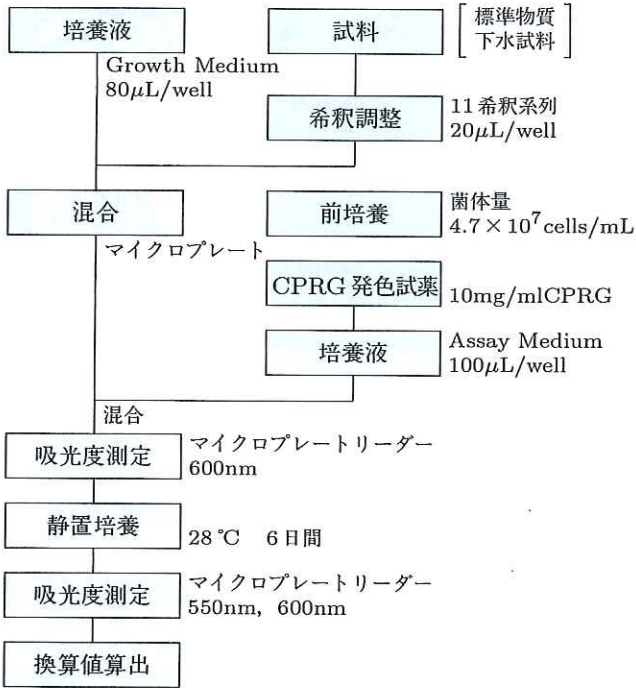 培養液
Growth Medium
80μL/well
試料
標準物質
下水試料
希釈調整
11希釈系列
20μL/well
混合
マイクロプレート
前培養
菌体量
4.7×10⁷cells/mL
CPRG発色試薬
10mg/mlCPRG
培養液
Assay Medium
100μL/well
混合
吸光度測定
マイクロプレートリーダー
600nm
静置培養
28℃ 6日間
吸光度測定
マイクロプレートリーダー
550nm, 600nm
換算値算出